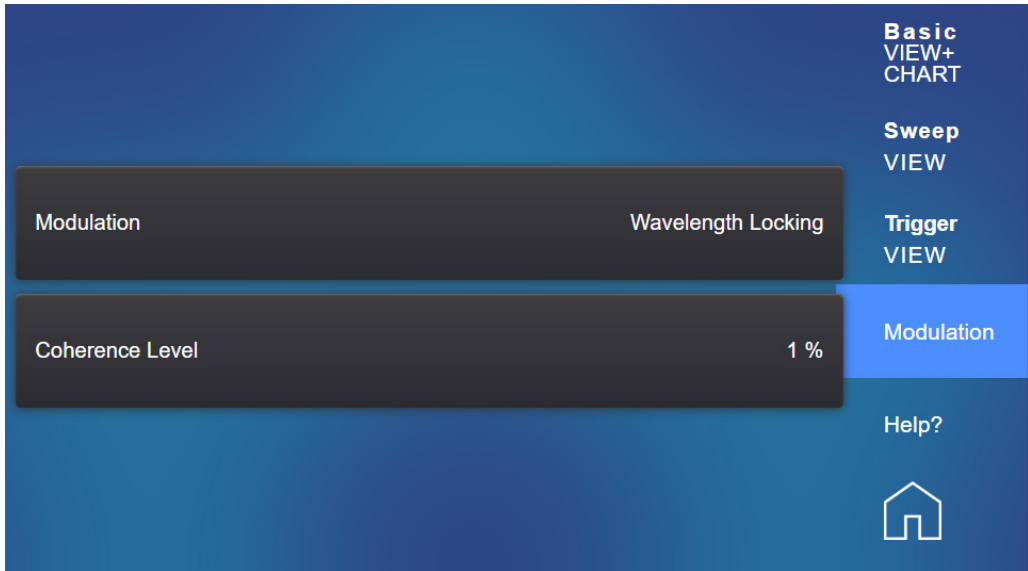 Modulation
Wavelength Locking
Coherence Level
1 %
Basic
VIEW+
CHART
Sweep
VIEW
Trigger
VIEW
Modulation
Help?